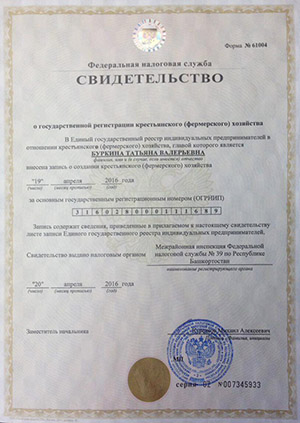 Форма № 61004
Федеральная налоговая служба
СВИДЕТЕЛЬСТВО
о государственной регистрации крестьянского (фермерского) хозяйства
В Единый государственный реестр индивидуальных предпринимателей в
отношении крестьянского (фермерского) хозяйства, главой которого является
БУРКИНА ТАТЬЯНА ВАЛЕРЬЕВНА
фамилия, имя и (в случае, если имеется) отчество
внесена запись о создании крестьянского (фермерского) хозяйства
"19" апреля 2016 года
(число) (месяц прописью) (год)
за основным государственным регистрационным номером (ОГРНИП)
3 1 6 0 2 8 0 0 0 1 1 1 6 8 9
Запись содержит сведения, приведенные в прилагаемом к настоящему свидетельству
листе записи Единого государственного реестра индивидуальных предпринимателей.
Свидетельство выдано налоговым органом
Межрайонная инспекция Федеральной
налоговой службы № 39 по Республике
Башкортостан
наименование регистрирующего органа
"20" апреля 2016 года
(число) (месяц прописью) (год)
Заместитель начальника
Михаил Алексеевич
МП
серия 02 №007345933